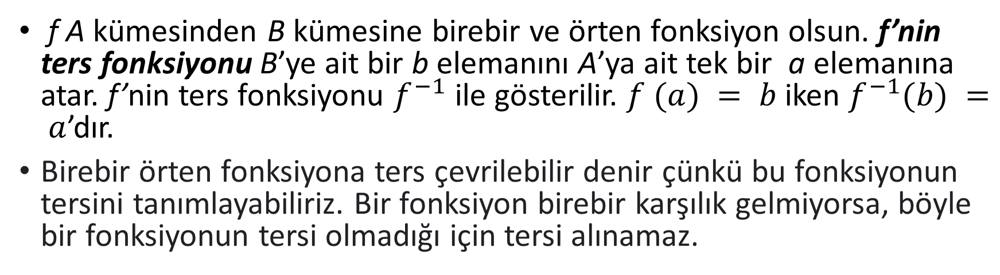 • f A kümesinden B kümesine birebir ve örten fonksiyon olsun. f’nin
ters fonksiyonu B’ye ait bir b elemanını A’ya ait tek bir a elemanına
atar. f’nin ters fonksiyonu f⁻¹ ile gösterilir. f (a) = b iken f⁻¹(b) =
a’dır.
• Birebir örten fonksiyona ters çevrilebilir denir çünkü bu fonksiyonun
tersini tanımlayabiliriz. Bir fonksiyon birebir karşılık gelmiyorsa, böyle
bir fonksiyonun tersi olmadığı için tersi alınamaz.